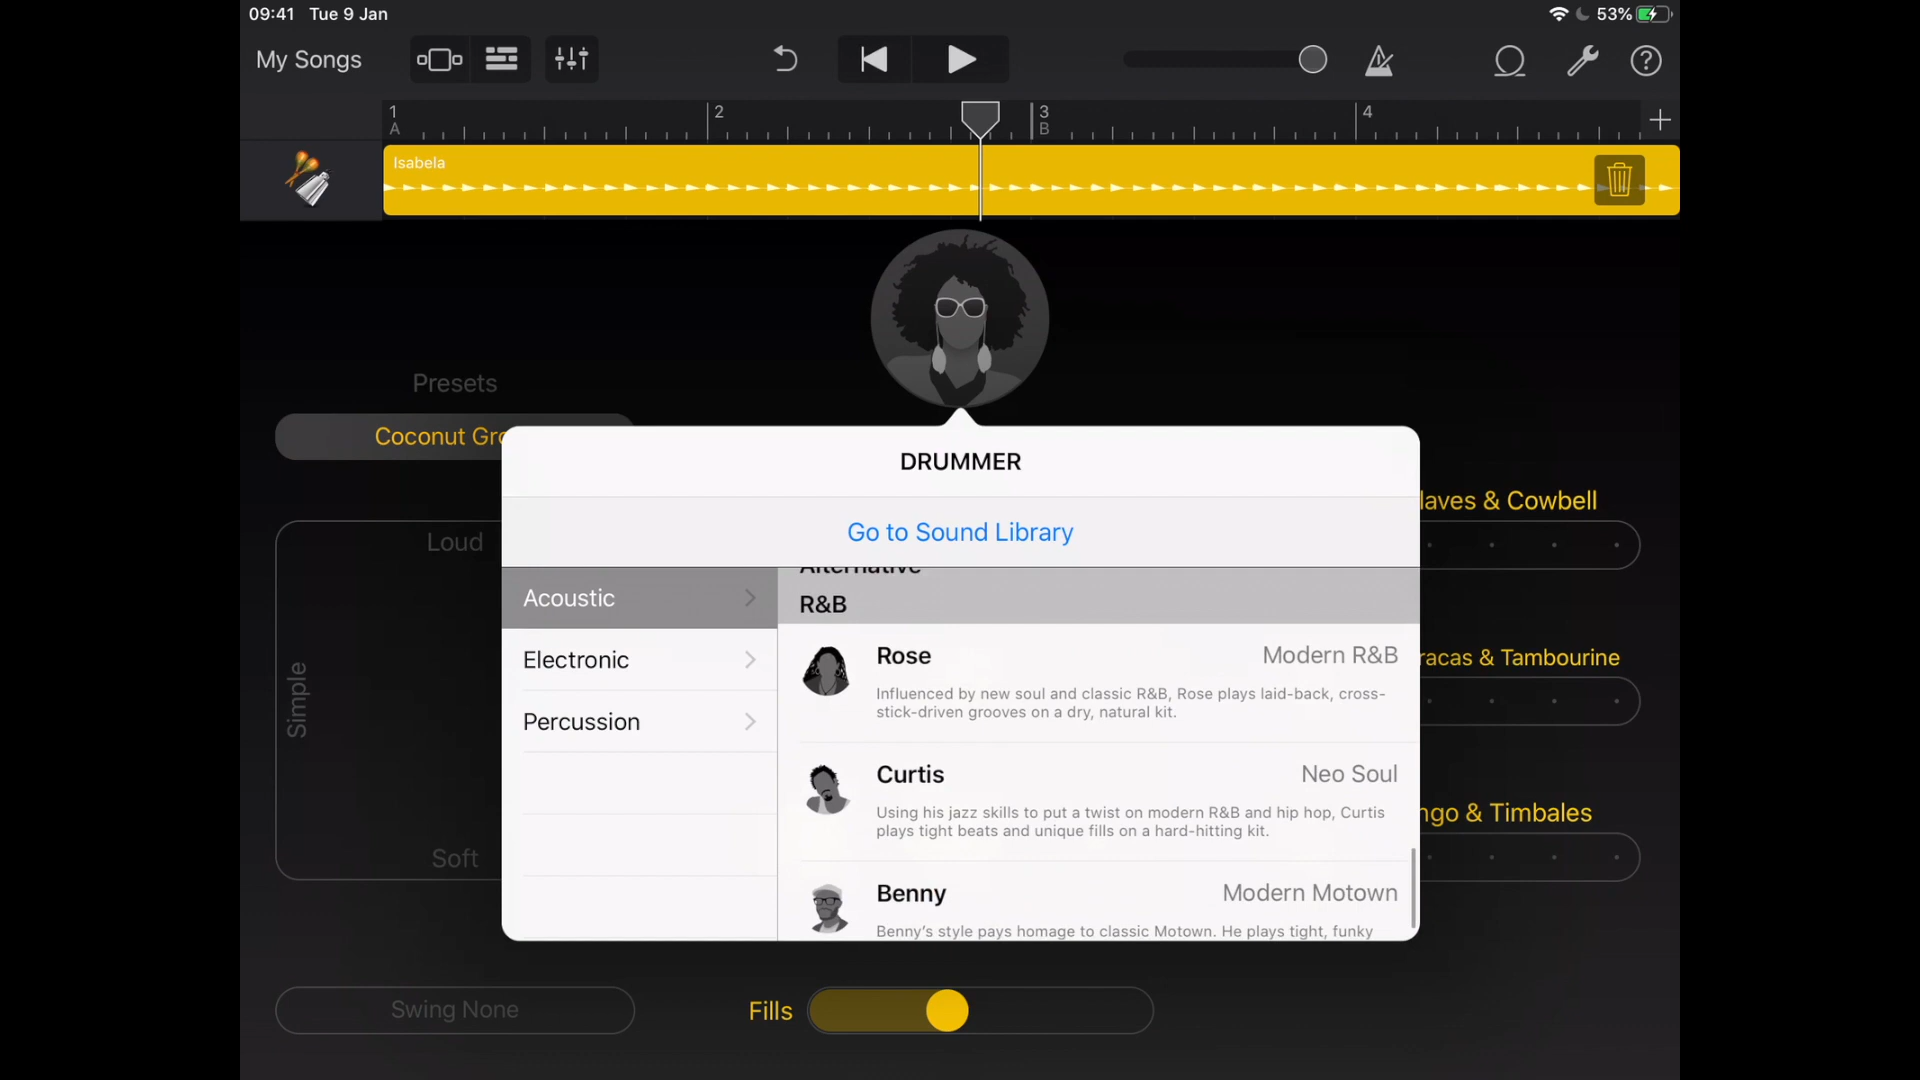 09:41 Tue 9 Jan
53%
My Songs
1 2 3 4
A B
Isabela
Presets
Coconut Gro
DRUMMER
Go to Sound Library
Loud
Claves & Cowbell
Acoustic
Alternative
R&B
Electronic
Rose Modern R&B
Maracas & Tambourine
Influenced by new soul and classic R&B, Rose plays laid-back, cross-
stick-driven grooves on a dry, natural kit.
Simple
Percussion
Curtis Neo Soul
Using his jazz skills to put a twist on modern R&B and hip hop, Curtis
plays tight beats and unique fills on a hard-hitting kit.
ngo & Timbales
Soft
Benny Modern Motown
Benny's style pays homage to classic Motown. He plays tight, funky
Swing None
Fills